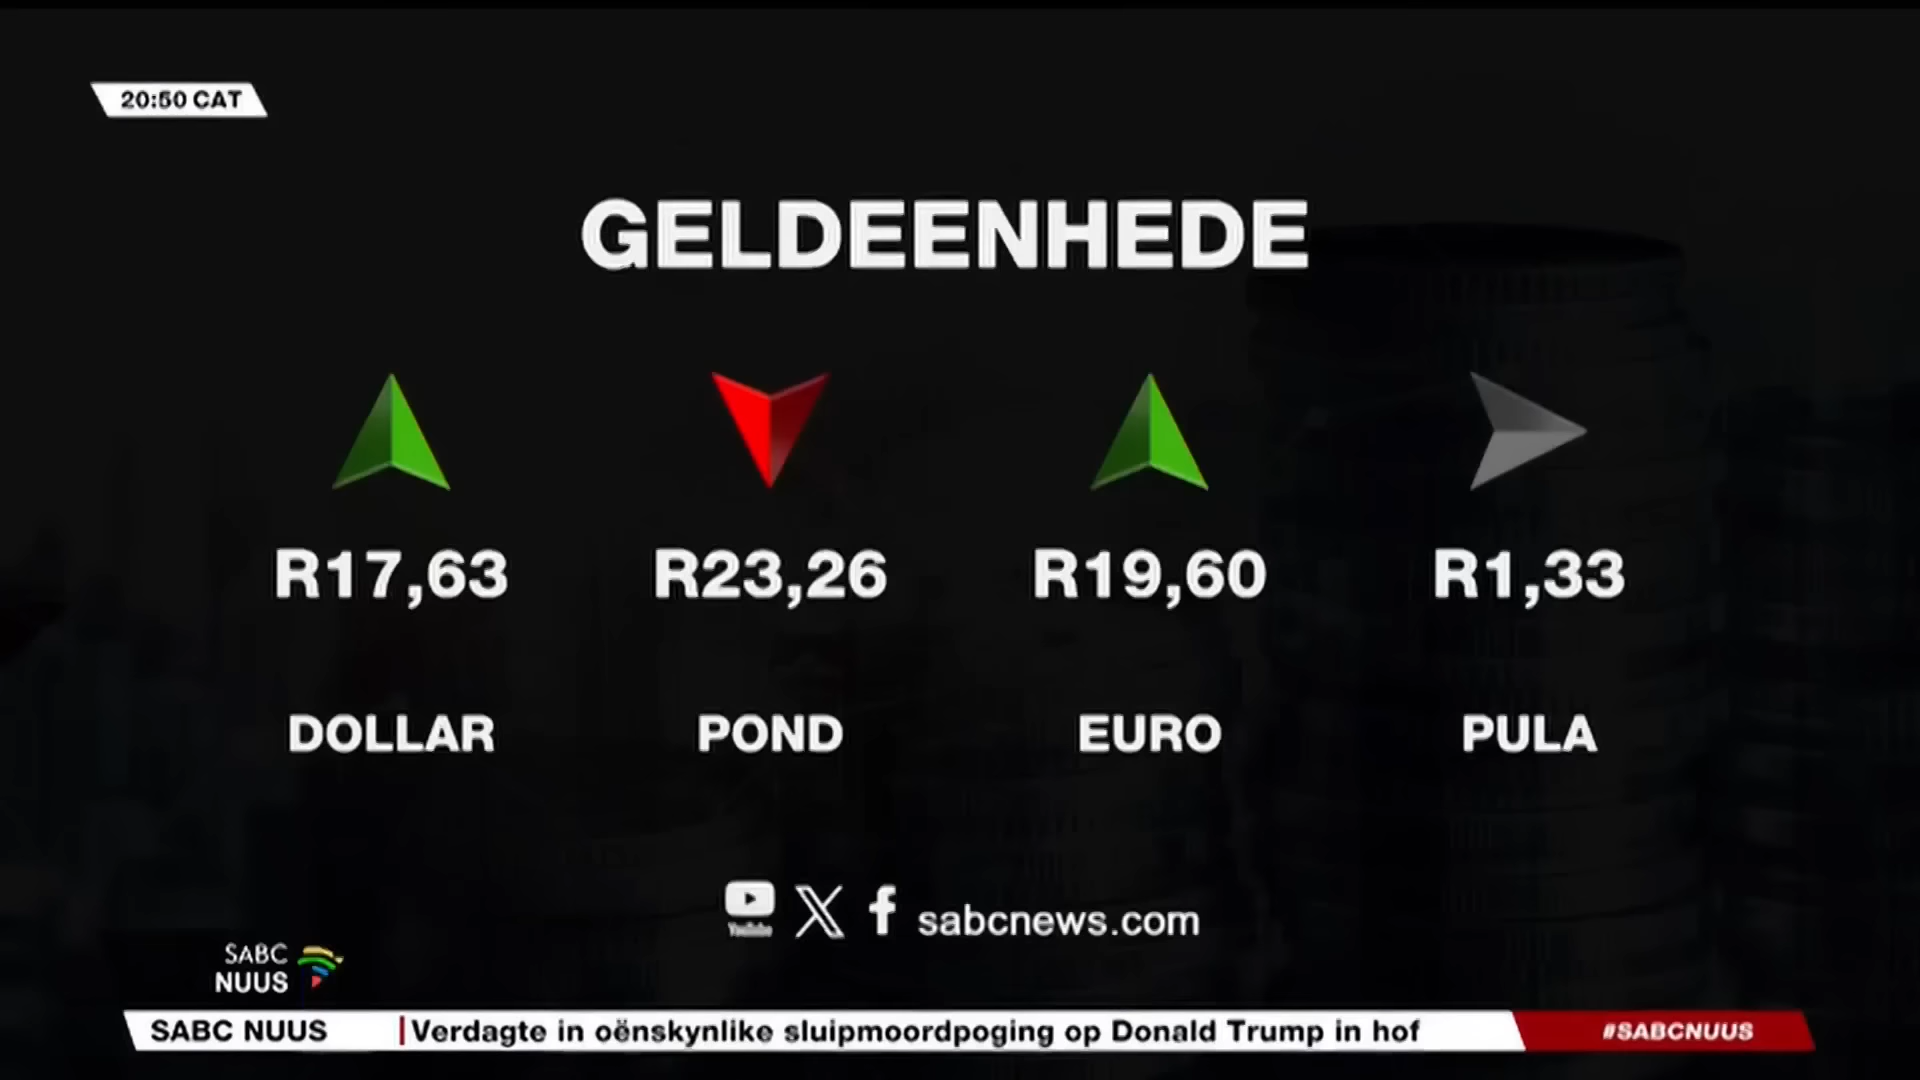 20:50 CAT
GELDEENHEDE
R17,63 R23,26 R19,60 R1,33
DOLLAR POND EURO PULA
YouTube sabcnews.com
SABC
NUUS
SABC NUUS Verdagte in oënskynlike sluipmoordpoging op Donald Trump in hof #SABCNUUS